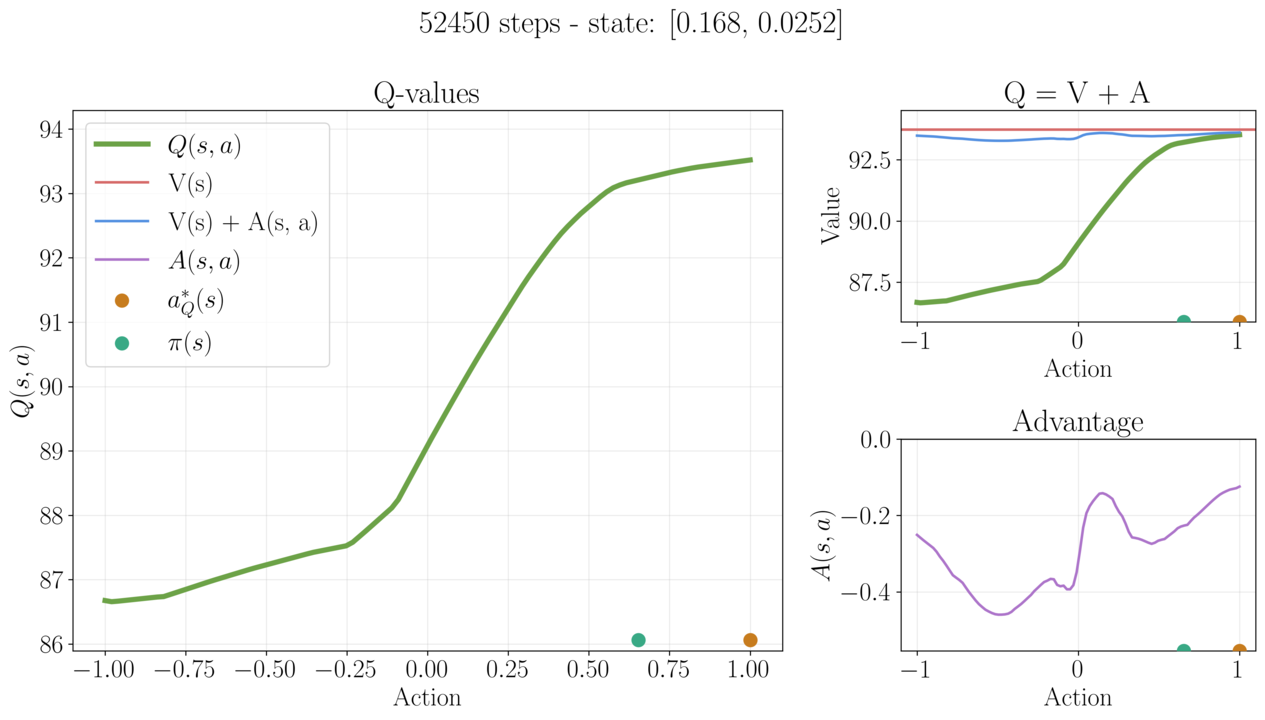 52450 steps - state: [0.168, 0.0252]
Q-values
Q(s, a)
94
93
92
91
90
89
88
87
86
Q(s, a)
V(s)
V(s) + A(s, a)
A(s, a)
a*Q(s)
π(s)
−1.00 −0.75 −0.50 −0.25 0.00 0.25 0.50 0.75 1.00
Action
Q = V + A
Value
92.5
90.0
87.5
−1 0 1
Action
Advantage
A(s, a)
0.0
−0.2
−0.4
−1 0 1
Action